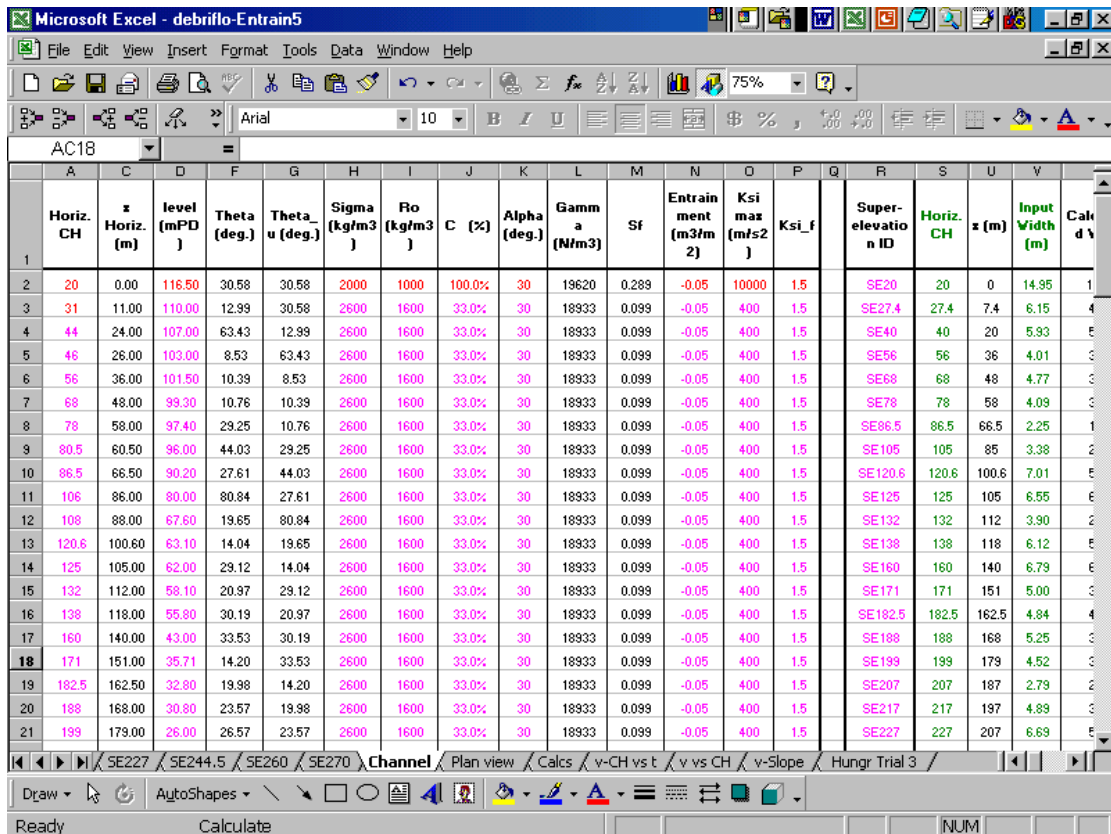 Microsoft Excel - debriflo-Entrain5
File Edit View Insert Format Tools Data Window Help
75%
Arial 10 B I U $ % ,
AC18 =
A C D F G H I J K L M N O P Q R S U V
1 Horiz. CH z Horiz. (m) level (mPD) Theta (deg.) Theta_u (deg.) Sigma (kg/m3) Ro (kg/m3) C (%) Alpha (deg.) Gamma (N/m3) Sf Entrainment (m3/m2) Ksi max (m/s2) Ksi_f Super-elevation ID Horiz. CH z (m) Input Width (m)
2 20 0.00 116.50 30.58 30.58 2000 1000 100.0% 30 19620 0.289 -0.05 10000 1.5 SE20 20 0 14.95
3 31 11.00 110.00 12.99 30.58 2600 1600 33.0% 30 18933 0.099 -0.05 400 1.5 SE27.4 27.4 7.4 6.15
4 44 24.00 107.00 63.43 12.99 2600 1600 33.0% 30 18933 0.099 -0.05 400 1.5 SE40 40 20 5.93
5 46 26.00 103.00 8.53 63.43 2600 1600 33.0% 30 18933 0.099 -0.05 400 1.5 SE56 56 36 4.01
6 56 36.00 101.50 10.39 8.53 2600 1600 33.0% 30 18933 0.099 -0.05 400 1.5 SE68 68 48 4.77
7 68 48.00 99.30 10.76 10.39 2600 1600 33.0% 30 18933 0.099 -0.05 400 1.5 SE78 78 58 4.09
8 78 58.00 97.40 29.25 10.76 2600 1600 33.0% 30 18933 0.099 -0.05 400 1.5 SE86.5 86.5 66.5 2.25
9 80.5 60.50 96.00 44.03 29.25 2600 1600 33.0% 30 18933 0.099 -0.05 400 1.5 SE105 105 85 3.38
10 86.5 66.50 90.20 27.61 44.03 2600 1600 33.0% 30 18933 0.099 -0.05 400 1.5 SE120.6 120.6 100.6 7.01
11 106 86.00 80.00 80.84 27.61 2600 1600 33.0% 30 18933 0.099 -0.05 400 1.5 SE125 125 105 6.55
12 108 88.00 67.60 19.65 80.84 2600 1600 33.0% 30 18933 0.099 -0.05 400 1.5 SE132 132 112 3.90
13 120.6 100.60 63.10 14.04 19.65 2600 1600 33.0% 30 18933 0.099 -0.05 400 1.5 SE138 138 118 6.12
14 125 105.00 62.00 29.12 14.04 2600 1600 33.0% 30 18933 0.099 -0.05 400 1.5 SE160 160 140 6.79
15 132 112.00 58.10 20.97 29.12 2600 1600 33.0% 30 18933 0.099 -0.05 400 1.5 SE171 171 151 5.00
16 138 118.00 55.80 30.19 20.97 2600 1600 33.0% 30 18933 0.099 -0.05 400 1.5 SE182.5 182.5 162.5 4.84
17 160 140.00 43.00 33.53 30.19 2600 1600 33.0% 30 18933 0.099 -0.05 400 1.5 SE188 188 168 5.25
18 171 151.00 35.71 14.20 33.53 2600 1600 33.0% 30 18933 0.099 -0.05 400 1.5 SE199 199 179 4.52
19 182.5 162.50 32.80 19.98 14.20 2600 1600 33.0% 30 18933 0.099 -0.05 400 1.5 SE207 207 187 2.79
20 188 168.00 30.80 23.57 19.98 2600 1600 33.0% 30 18933 0.099 -0.05 400 1.5 SE217 217 197 4.89
21 199 179.00 26.00 26.57 23.57 2600 1600 33.0% 30 18933 0.099 -0.05 400 1.5 SE227 227 207 6.69
SE227 SE244.5 SE260 SE270 Channel Plan view Calcs v-CH vs t v vs CH v-Slope Hungr Trial 3
Draw AutoShapes
Ready Calculate NUM